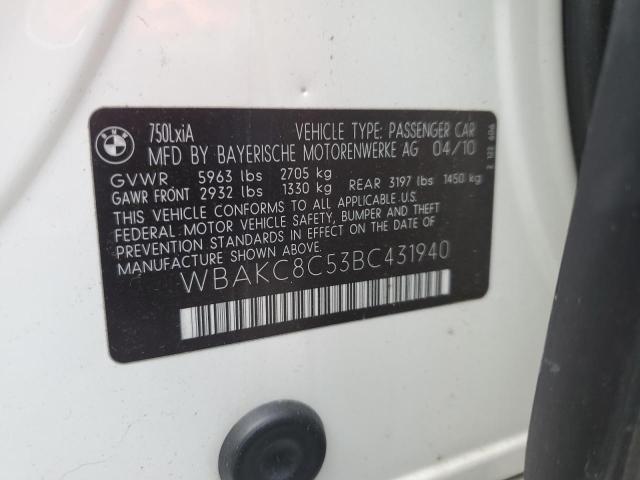 BMW
750LxiA VEHICLE TYPE: PASSENGER CAR
MFD BY BAYERISCHE MOTORENWERKE AG 04/10
GVWR 5963 lbs 2705 kg
GAWR FRONT 2932 lbs 1330 kg REAR 3197 lbs 1450 kg
THIS VEHICLE CONFORMS TO ALL APPLICABLE U.S.
FEDERAL MOTOR VEHICLE SAFETY, BUMPER AND THEFT
PREVENTION STANDARDS IN EFFECT ON THE DATE OF
MANUFACTURE SHOWN ABOVE.
WBAKC8C53BC431940